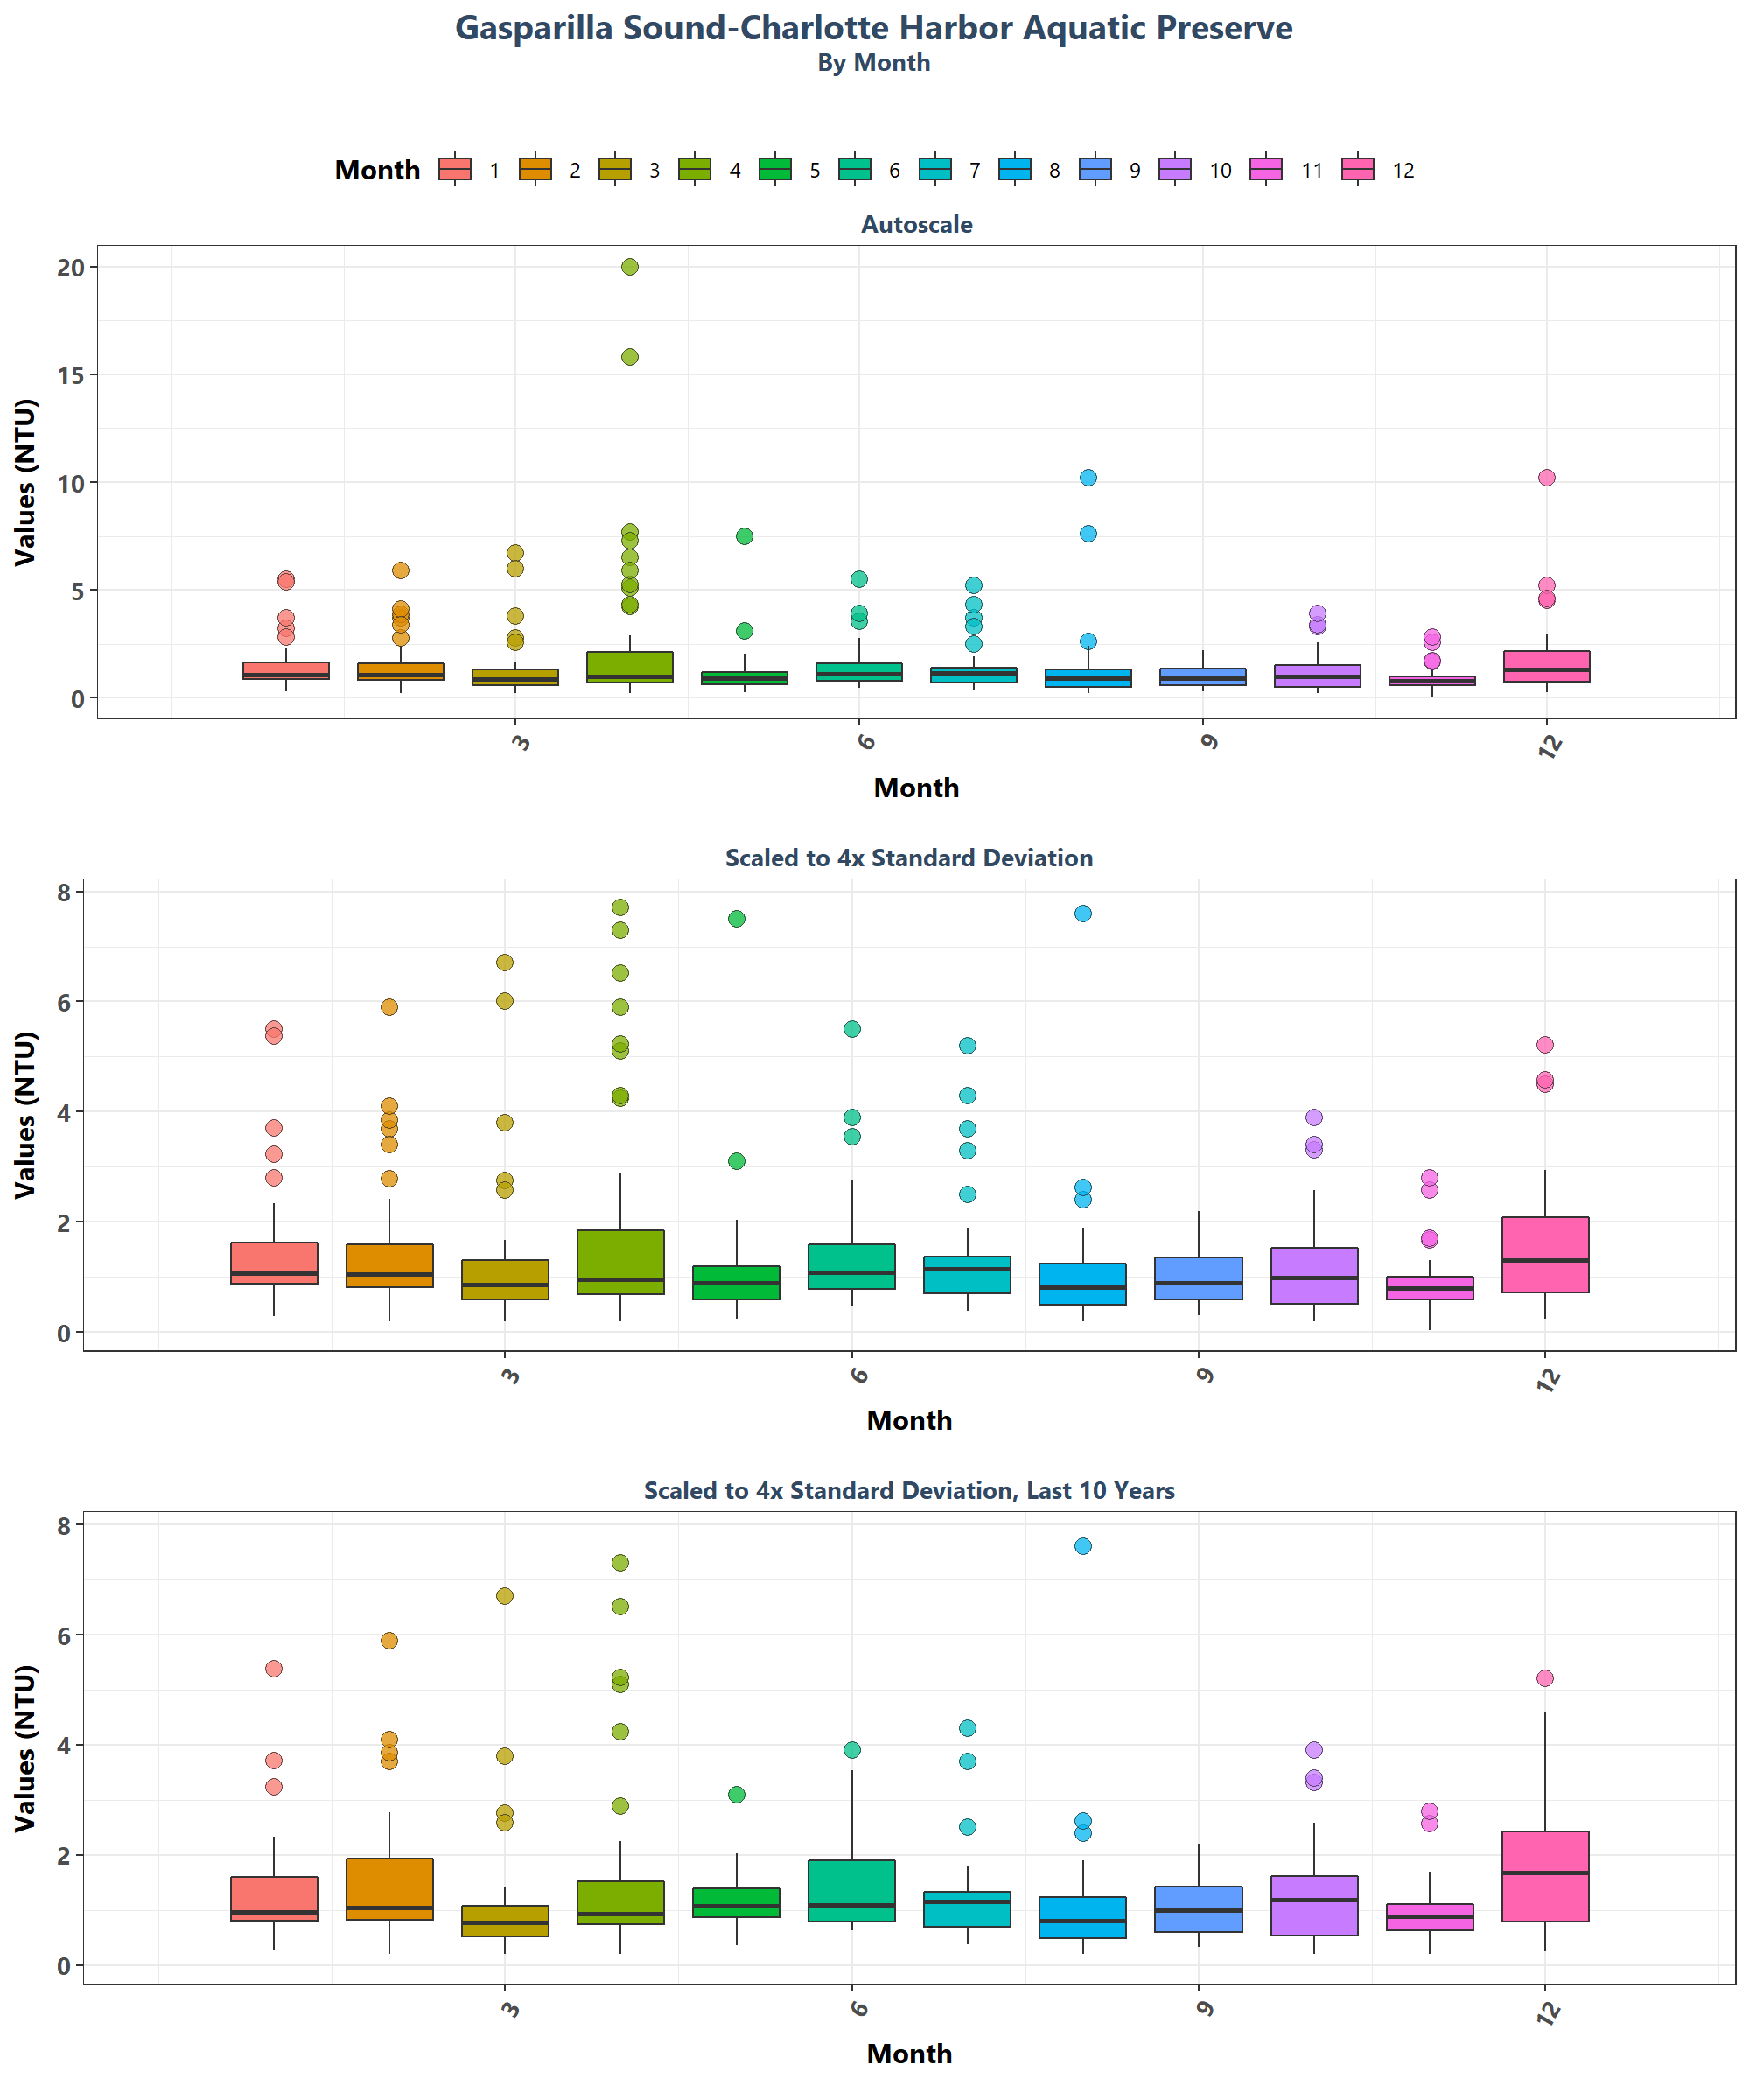 Gasparilla Sound-Charlotte Harbor Aquatic Preserve
By Month
Month 1 2 3 4 5 6 7 8 9 10 11 12
Autoscale
Values (NTU)
20
15
10
5
0
3 6 9 12
Month
Scaled to 4x Standard Deviation
Values (NTU)
8
6
4
2
0
3 6 9 12
Month
Scaled to 4x Standard Deviation, Last 10 Years
Values (NTU)
8
6
4
2
0
3 6 9 12
Month